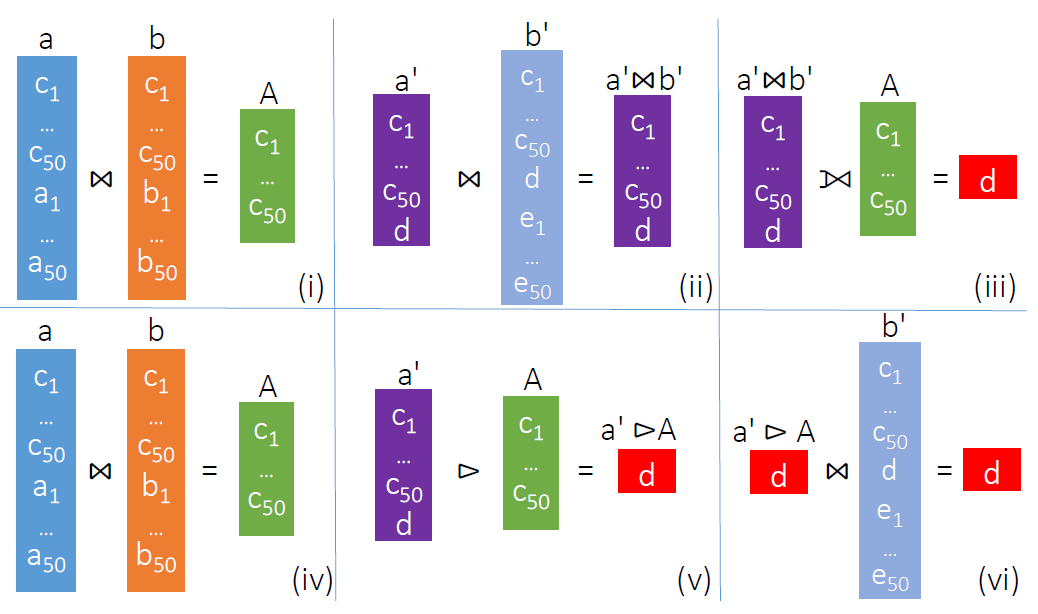 a b
c₁ c₁
... ...
c₅₀ c₅₀
a₁ b₁
... ...
a₅₀ b₅₀
⋈ =
A
c₁
...
c₅₀
(i)
a'
c₁
...
c₅₀
d
⋈
b'
c₁
...
c₅₀
d
e₁
...
e₅₀
=
a'⋈b'
c₁
...
c₅₀
d
(ii)
a'⋈b'
c₁
...
c₅₀
d
⟕
A
c₁
...
c₅₀
=
d
(iii)
a b
c₁ c₁
... ...
c₅₀ c₅₀
a₁ b₁
... ...
a₅₀ b₅₀
⋈ =
A
c₁
...
c₅₀
(iv)
a'
c₁
...
c₅₀
d
⊳
A
c₁
...
c₅₀
=
a' ⊳A
d
(v)
a' ⊳ A
d
⋈
b'
c₁
...
c₅₀
d
e₁
...
e₅₀
=
d
(vi)